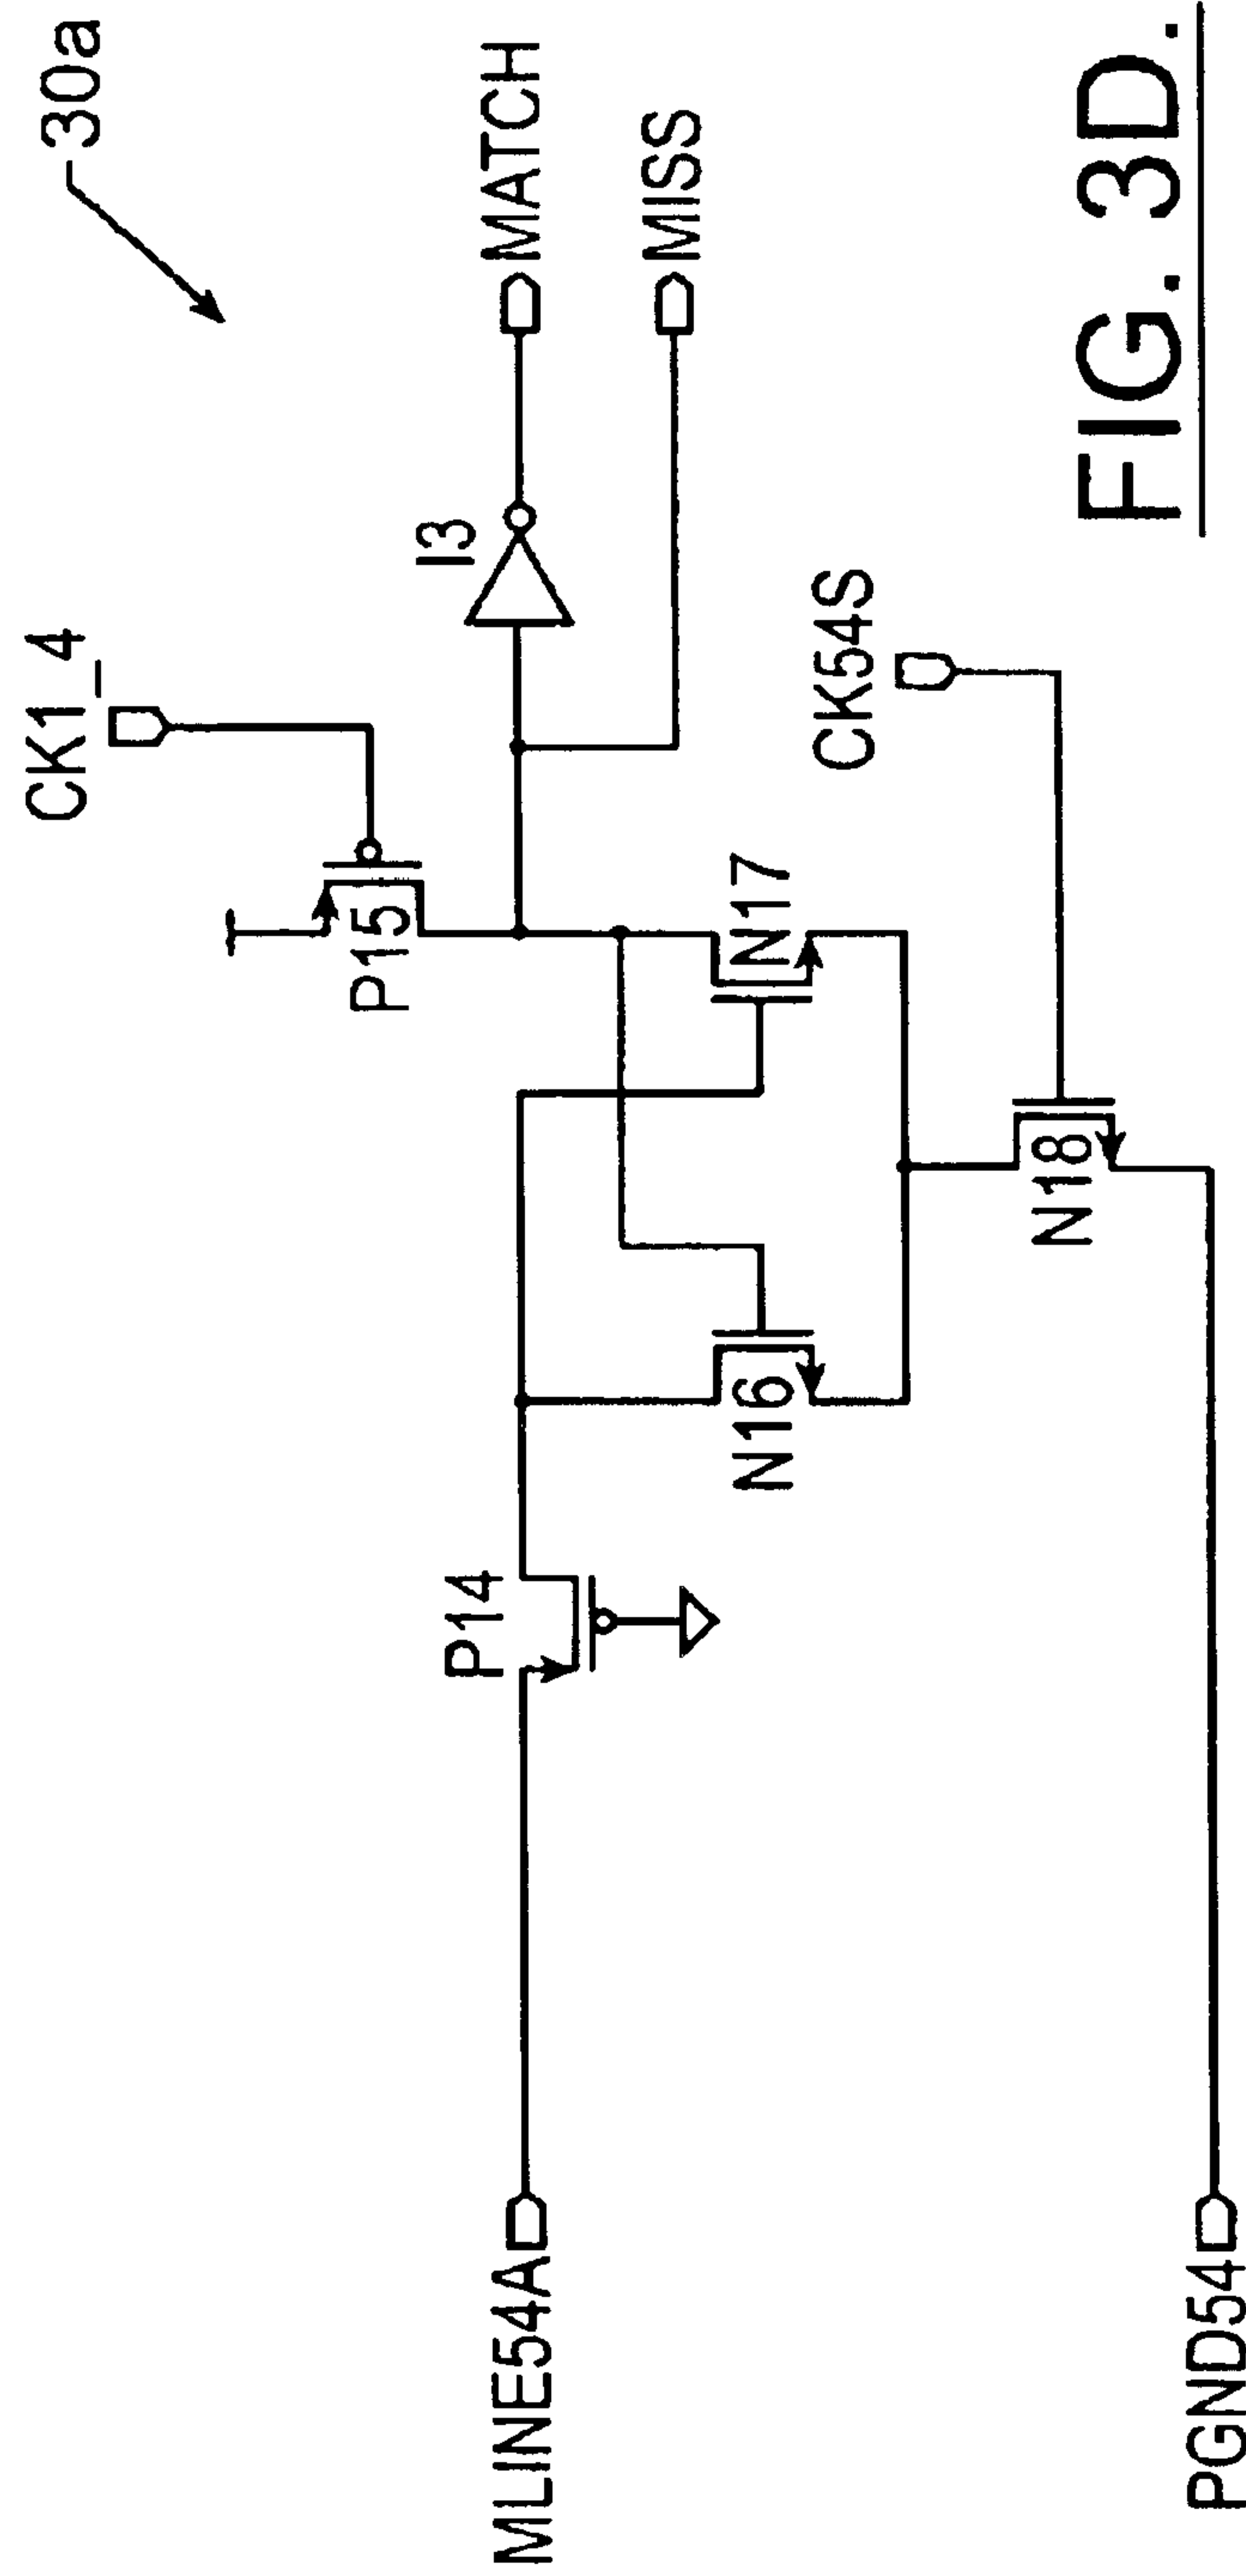 30a
CK1_4
MATCH
I3
MISS
P15
P14
N17
N16
CK54S
N18
MLINE54A
PGND54
FIG. 3D.